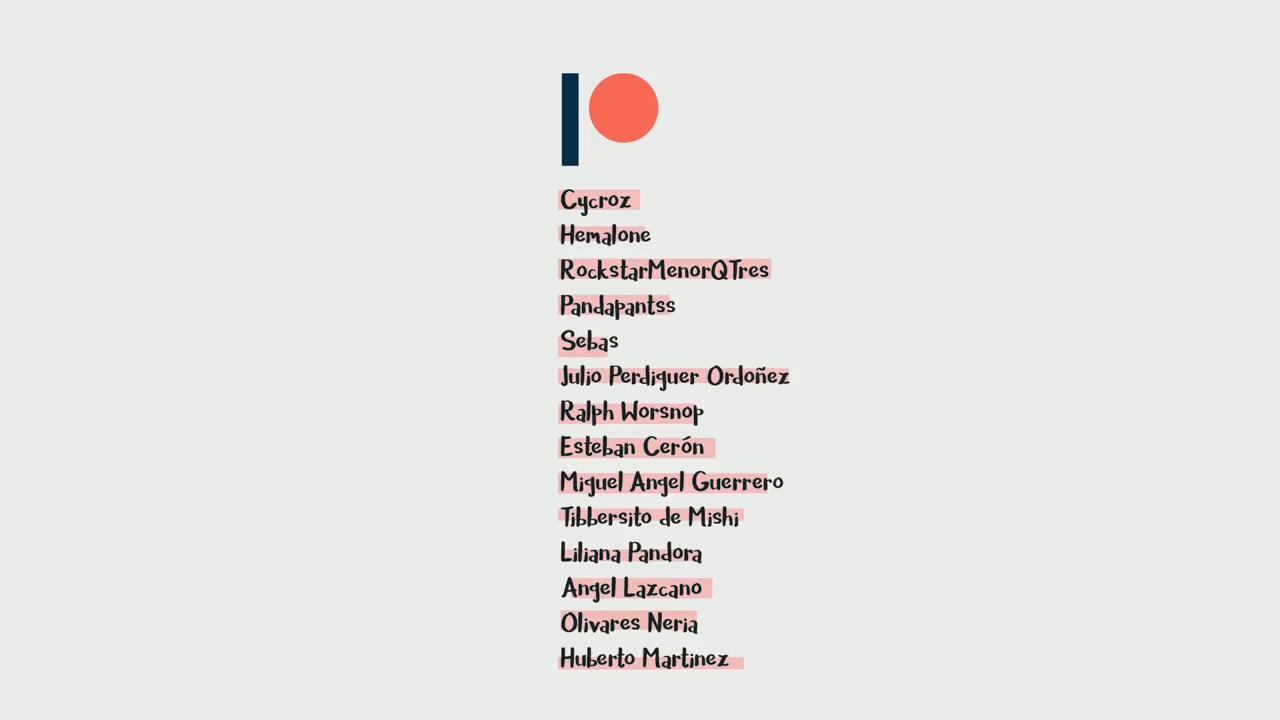 Cycroz
Hemalone
RockstarMenorQTres
Pandapantss
Sebas
Julio Perdiguer Ordoñez
Ralph Worsnop
Esteban Cerón
Miguel Angel Guerrero
Tibbersito de Mishi
Liliana Pandora
Angel Lazcano
Olivares Neria
Huberto Martinez